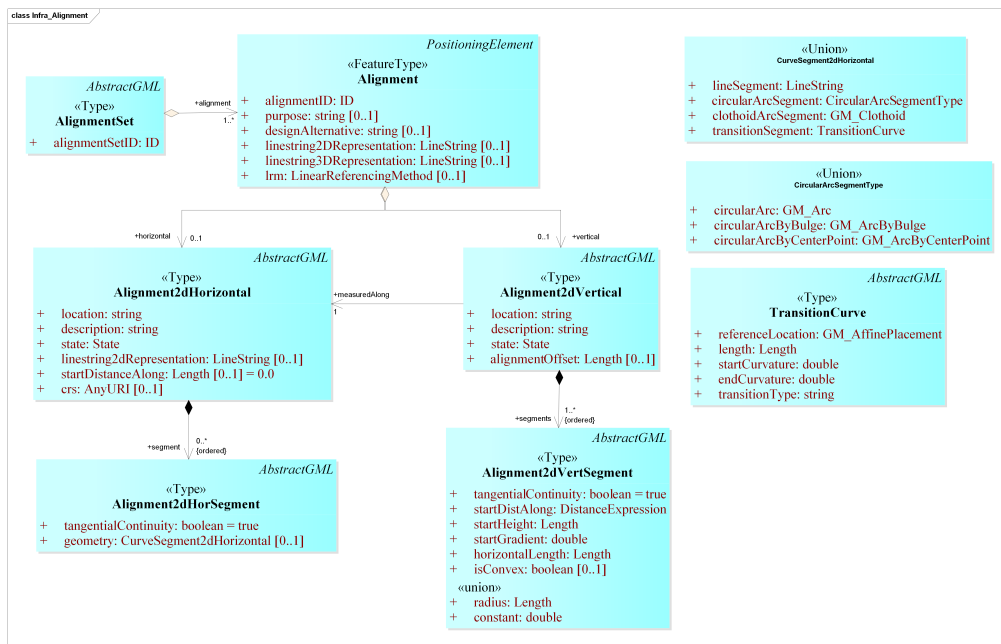 class Infra_Alignment
AbstractGML
«Type»
AlignmentSet
+ alignmentSetID: ID
+alignment
1..*
PositioningElement
«FeatureType»
Alignment
+ alignmentID: ID
+ purpose: string [0..1]
+ designAlternative: string [0..1]
+ linestring2DRepresentation: LineString [0..1]
+ linestring3DRepresentation: LineString [0..1]
+ lrm: LinearReferencingMethod [0..1]
«Union»
CurveSegment2dHorizontal
+ lineSegment: LineString
+ circularArcSegment: CircularArcSegmentType
+ clothoidArcSegment: GM_Clothoid
+ transitionSegment: TransitionCurve
«Union»
CircularArcSegmentType
+ circularArc: GM_Arc
+ circularArcByBulge: GM_ArcByBulge
+ circularArcByCenterPoint: GM_ArcByCenterPoint
+horizontal
0..1
0..1
+vertical
AbstractGML
«Type»
Alignment2dHorizontal
+ location: string
+ description: string
+ state: State
+ linestring2dRepresentation: LineString [0..1]
+ startDistanceAlong: Length [0..1] = 0.0
+ crs: AnyURI [0..1]
+measuredAlong
1
AbstractGML
«Type»
Alignment2dVertical
+ location: string
+ description: string
+ state: State
+ alignmentOffset: Length [0..1]
AbstractGML
«Type»
TransitionCurve
+ referenceLocation: GM_AffinePlacement
+ length: Length
+ startCurvature: double
+ endCurvature: double
+ transitionType: string
+segment
0..*
{ordered}
+segments
1..*
{ordered}
AbstractGML
«Type»
Alignment2dHorSegment
+ tangentialContinuity: boolean = true
+ geometry: CurveSegment2dHorizontal [0..1]
AbstractGML
«Type»
Alignment2dVertSegment
+ tangentialContinuity: boolean = true
+ startDistAlong: DistanceExpression
+ startHeight: Length
+ startGradient: double
+ horizontalLength: Length
+ isConvex: boolean [0..1]
«union»
+ radius: Length
+ constant: double